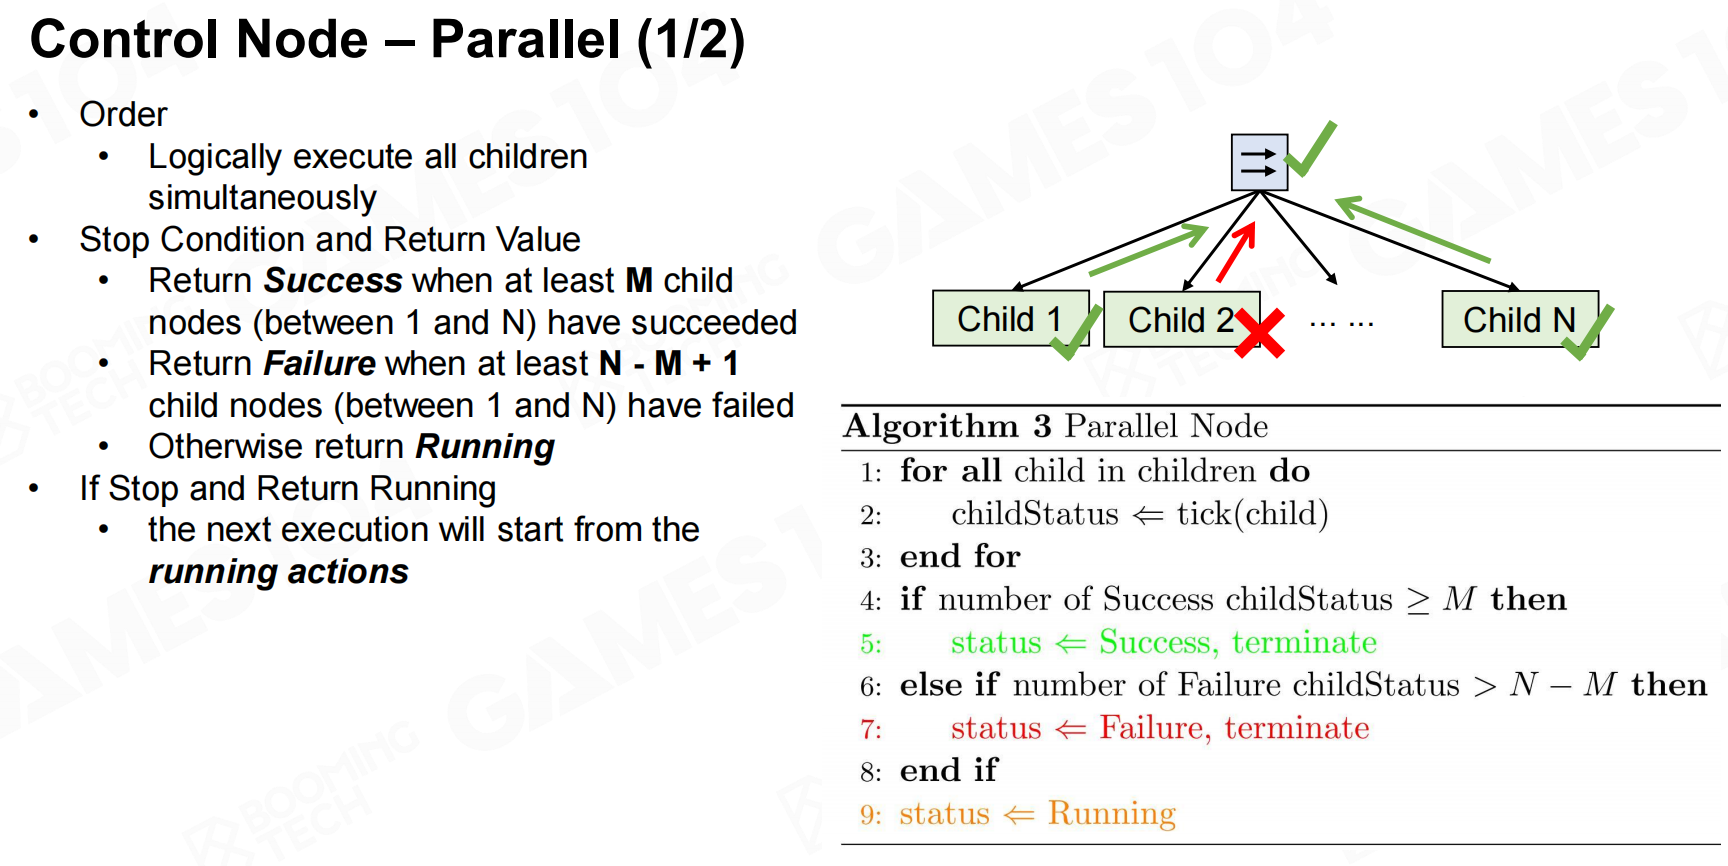 Control Node – Parallel (1/2)
• Order
• Logically execute all children
simultaneously
• Stop Condition and Return Value
• Return Success when at least M child
nodes (between 1 and N) have succeeded
• Return Failure when at least N - M + 1
child nodes (between 1 and N) have failed
• Otherwise return Running
• If Stop and Return Running
• the next execution will start from the
running actions
Child 1
Child 2
... ...
Child N
Algorithm 3 Parallel Node
1: for all child in children do
2: childStatus ⇐ tick(child)
3: end for
4: if number of Success childStatus ≥ M then
5: status ⇐ Success, terminate
6: else if number of Failure childStatus > N − M then
7: status ⇐ Failure, terminate
8: end if
9: status ⇐ Running
GAMES104
BOOMING
TECH